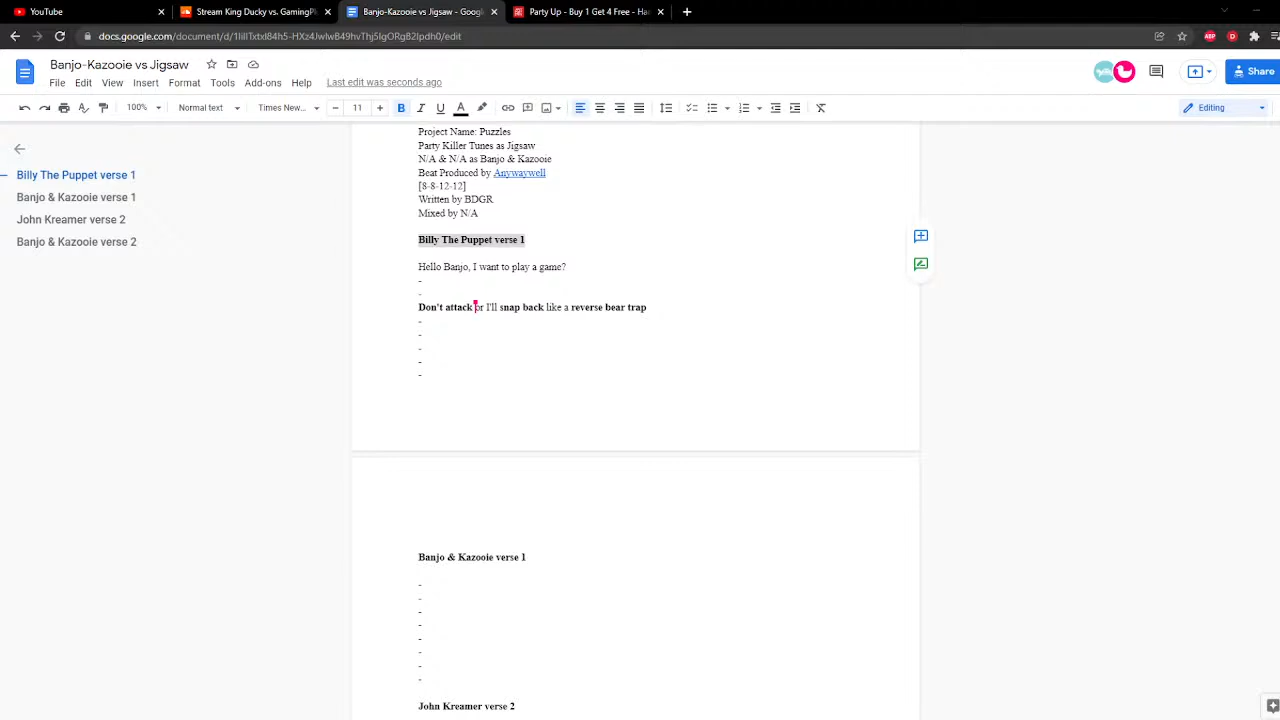 YouTube
Stream King Ducky vs. GamingPl
Banjo-Kazooie vs Jigsaw - Googl
Party Up - Buy 1 Get 4 Free - Ha
docs.google.com/document/d/
/edit
Banjo-Kazooie vs Jigsaw
File Edit View Insert Format Tools Add-ons Help Last edit was seconds ago
Share
100% Normal text Times New... 11 B I U A Editing
Billy The Puppet verse 1
Banjo & Kazooie verse 1
John Kreamer verse 2
Banjo & Kazooie verse 2
Project Name: Puzzles
Party Killer Tunes as Jigsaw
N/A & N/A as Banjo & Kazooie
Beat Produced by Anywaywell
[8-8-12-12]
Written by BDGR
Mixed by N/A
Billy The Puppet verse 1
Hello Banjo, I want to play a game?
-
-
Don't attack or I'll snap back like a reverse bear trap
-
-
-
-
-
Banjo & Kazooie verse 1
-
-
-
-
-
-
-
-
John Kreamer verse 2